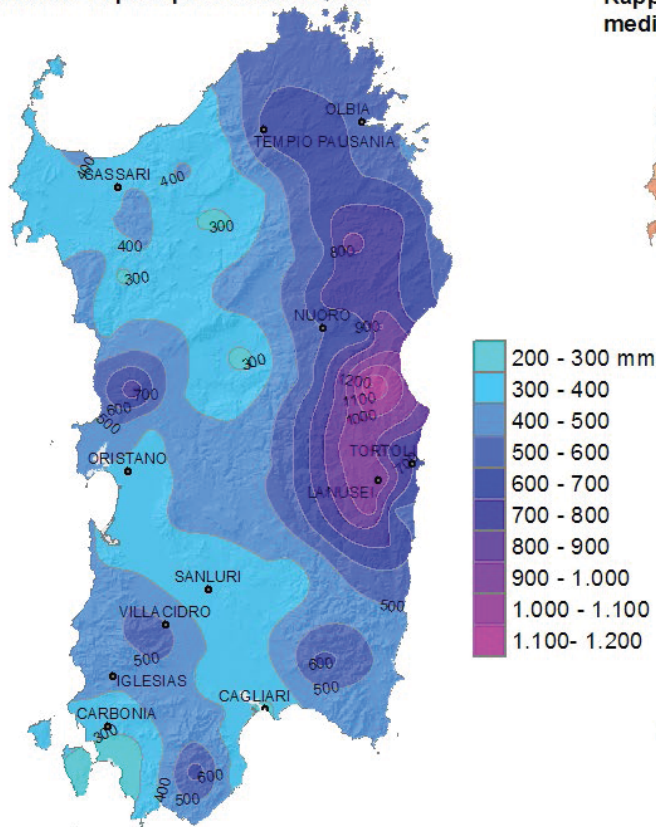 medi
OLBIA
TEMPIO PAUSANIA
400
SASSARI
400
300
400
800
300
NUORO
900
300
1200
700
1100
600
1000
500
TORTOLI
ORISTANO
LANUSEI
SANLURI
500
VILLACIDRO
500
600
IGLESIAS
500
CAGLIARI
CARBONIA
300
600
400
500
200 - 300 mm
300 - 400
400 - 500
500 - 600
600 - 700
700 - 800
800 - 900
900 - 1.000
1.000 - 1.100
1.100- 1.200